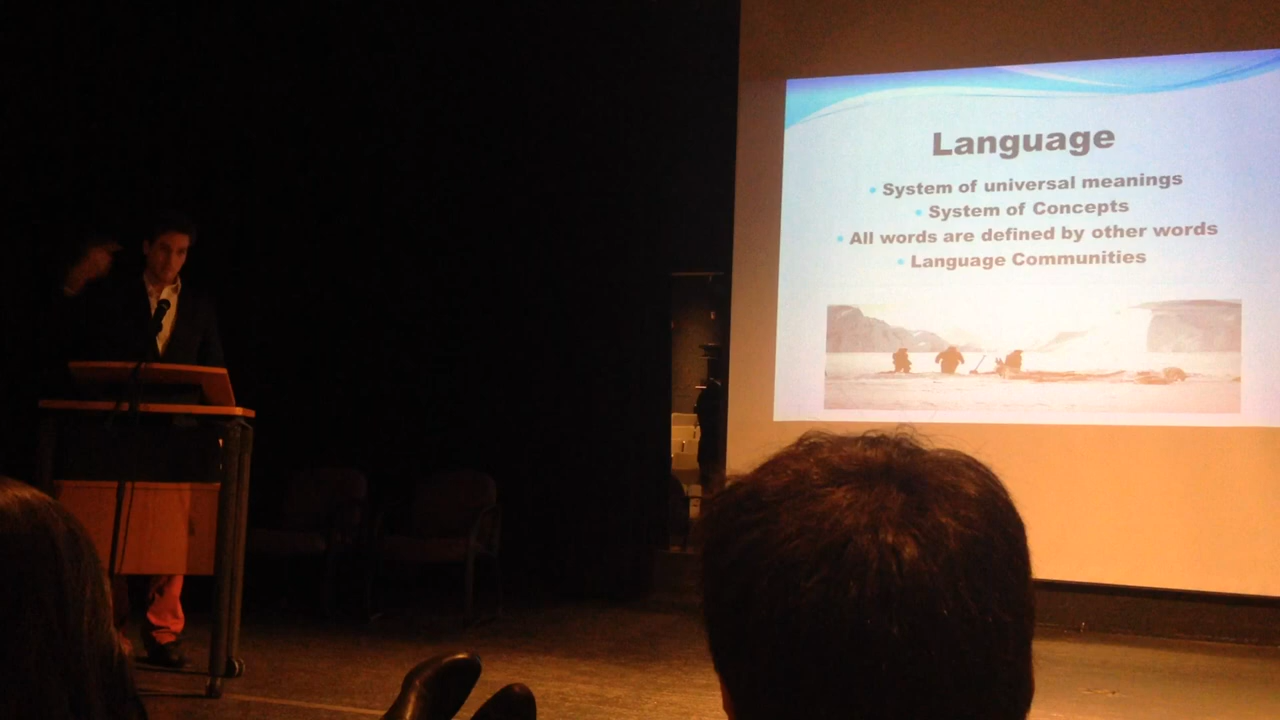 Language
System of universal meanings
System of Concepts
All words are defined by other words
Language Communities